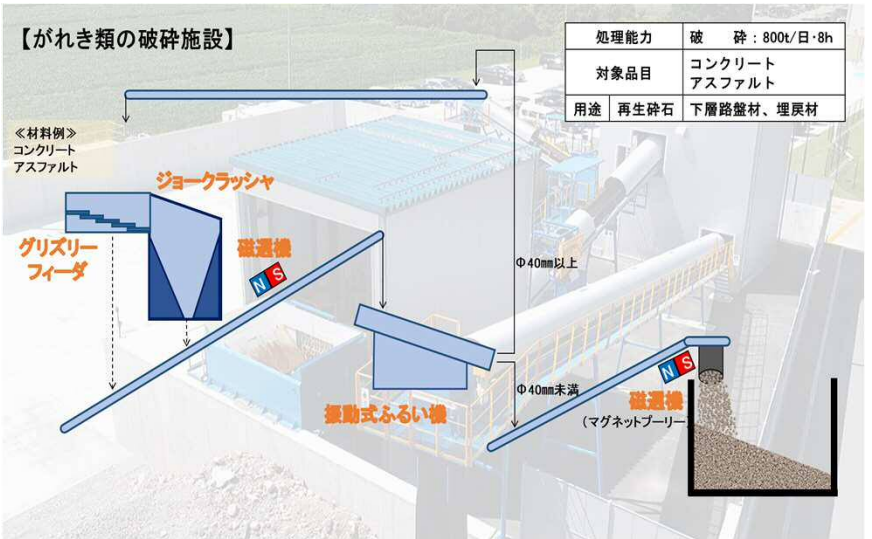 【がれき類の破砕施設】
処理能力 破　　砕：800t/日・8h
対象品目 コンクリート
アスファルト
用途 再生砕石 下層路盤材、埋戻材
≪材料例≫
コンクリート
アスファルト
ジョークラッシャ
グリズリー
フィーダ
磁選機
N S
Φ40㎜以上
振動式ふるい機
Φ40㎜未満
N S
磁選機
(マグネットプーリー)